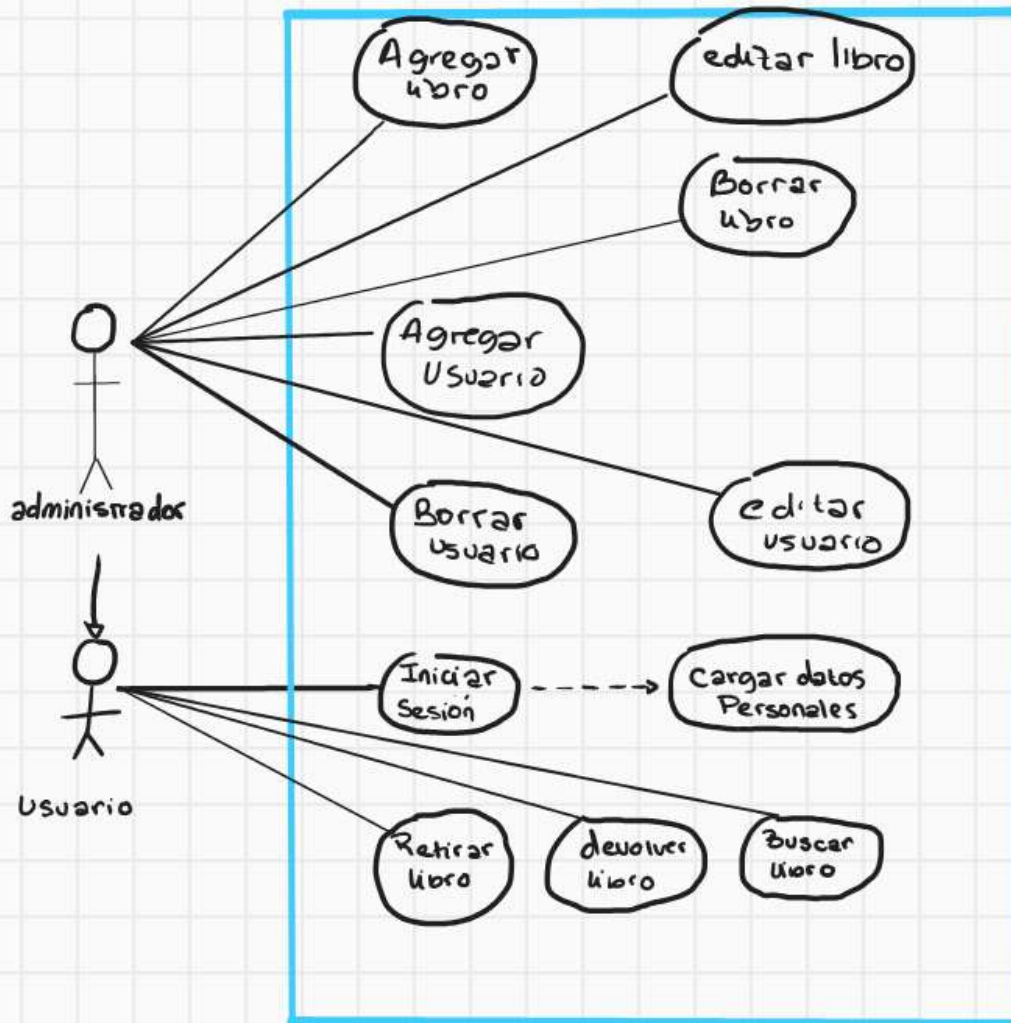 Agregar
libro
editar libro
Borrar
libro
Agregar
Usuario
administrador
Borrar
usuario
editar
usuario
Iniciar
Sesión
Cargar datos
Personales
Usuario
Retirar
libro
devolver
libro
Buscar
libro